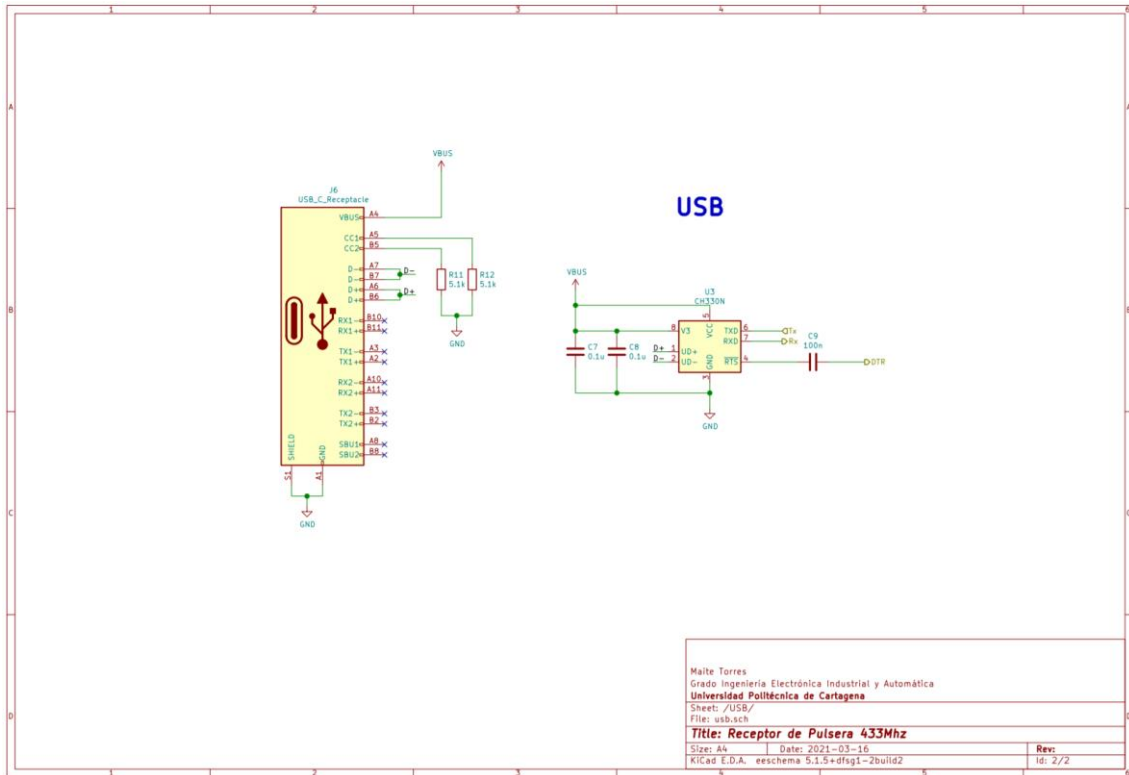 1 2 3 4 5 6
A
B
C
D
A
B
C
D
VBUS
J6
USB_C_Receptacle
VBUS A4
CC1 A5
CC2 B5
D- A7
D- B7
D+ A6
D+ B6
RX1- B10
RX1+ B11
TX1- A3
TX1+ A2
RX2- A10
RX2+ A11
TX2- B3
TX2+ B2
SBU1 A8
SBU2 B8
SHIELD
GND
S1
A1
GND
D-
D+
R11
5.1k
R12
5.1k
GND
USB
VBUS
U3
CH330N
C7
0.1u
C8
0.1u
8 V3
D+ 1 UD+
D- 2 UD-
5
VCC
GND
3
TXD 6 Tx
RXD 7 Rx
RTS 4
C9
100n
DTR
GND
Maite Torres
Grado Ingeniería Electrónica Industrial y Automática
Universidad Politécnica de Cartagena
Sheet: /USB/
File: usb.sch
Title: Receptor de Pulsera 433Mhz
Size: A4 Date: 2021-03-16 Rev:
KiCad E.D.A. eeschema 5.1.5+dfsg1-2build2 Id: 2/2